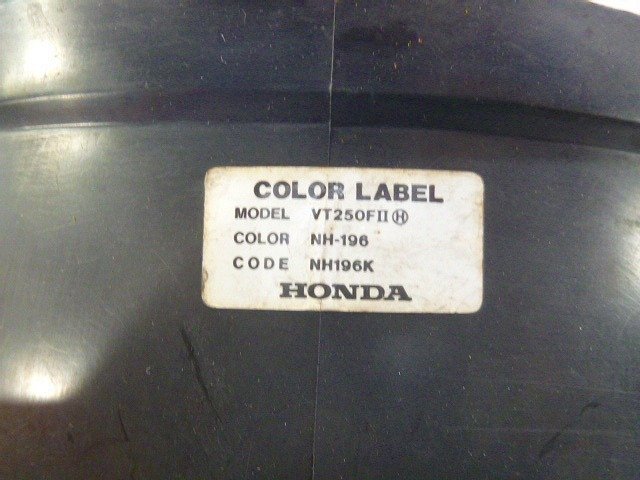 COLOR LABEL
MODEL VT250FII Ⓗ
COLOR NH-196
CODE NH196K
HONDA